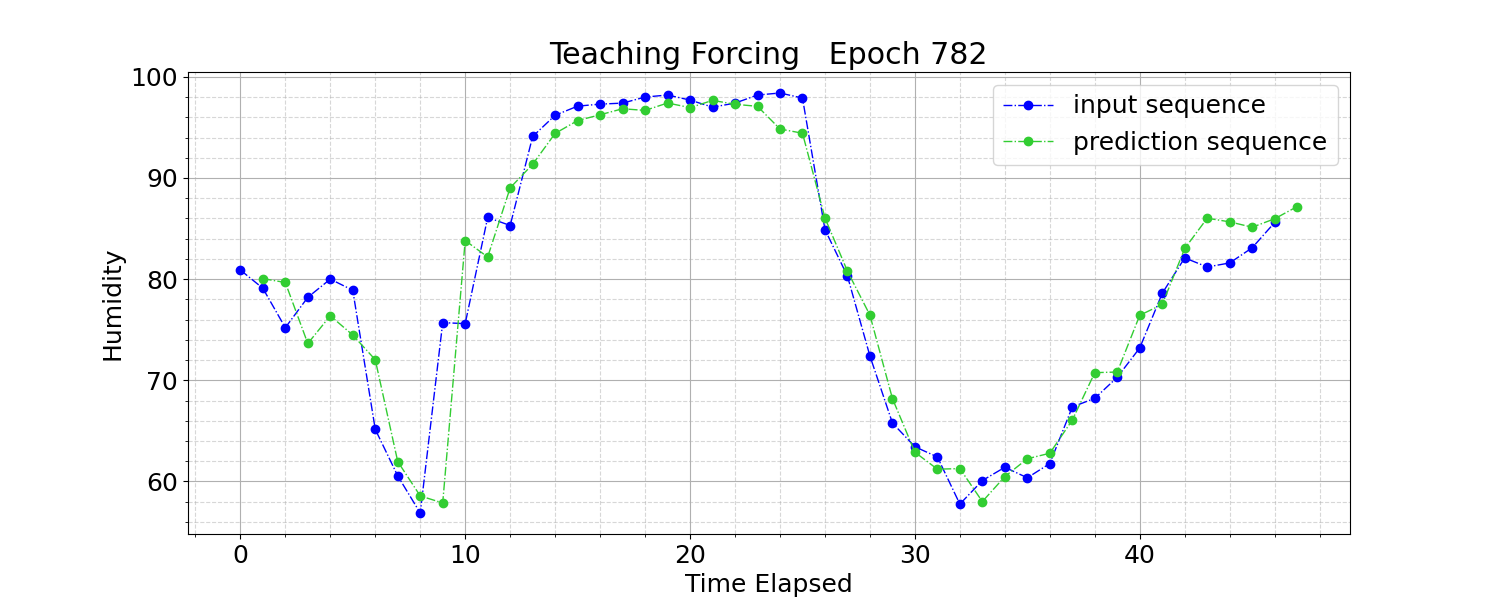 Teaching Forcing   Epoch 782
100
90
80
70
60
Humidity
input sequence
prediction sequence
0 10 20 30 40
Time Elapsed